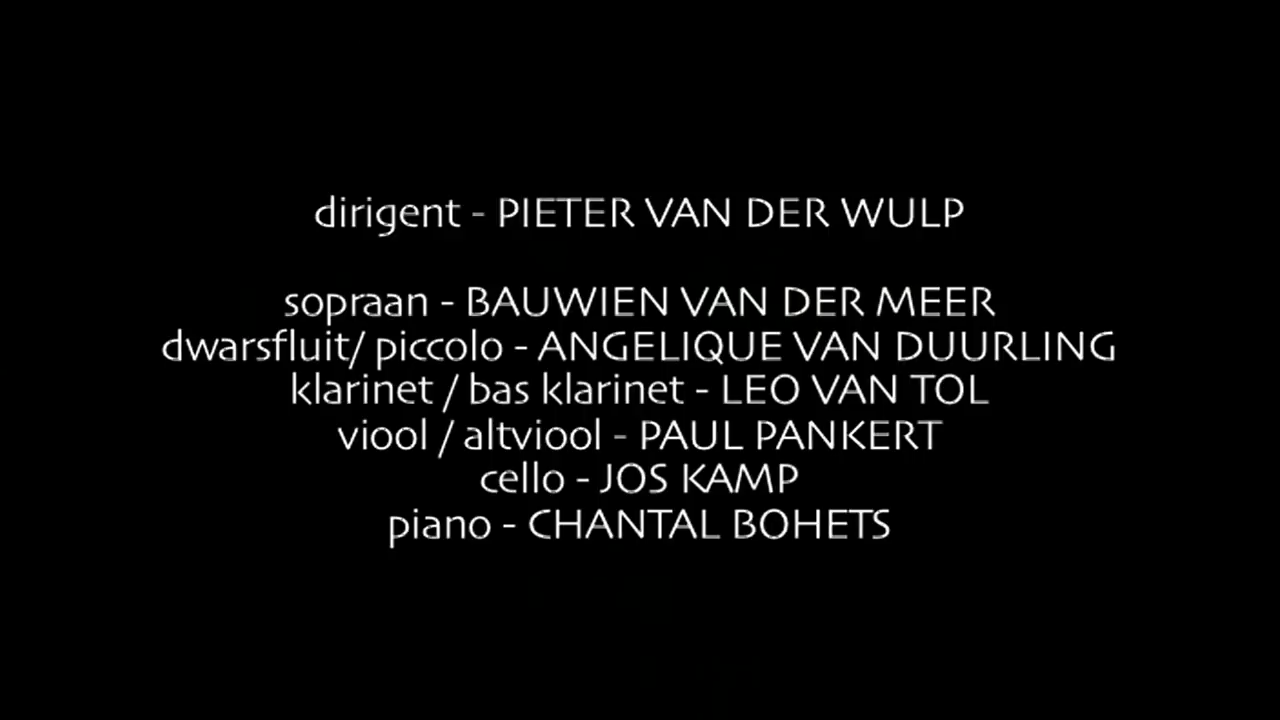 dirigent - PIETER VAN DER WULP
sopraan - BAUWIEN VAN DER MEER
dwarsfluit/ piccolo - ANGELIQUE VAN DUURLING
klarinet / bas klarinet - LEO VAN TOL
viool / altviool - PAUL PANKERT
cello - JOS KAMP
piano - CHANTAL BOHETS